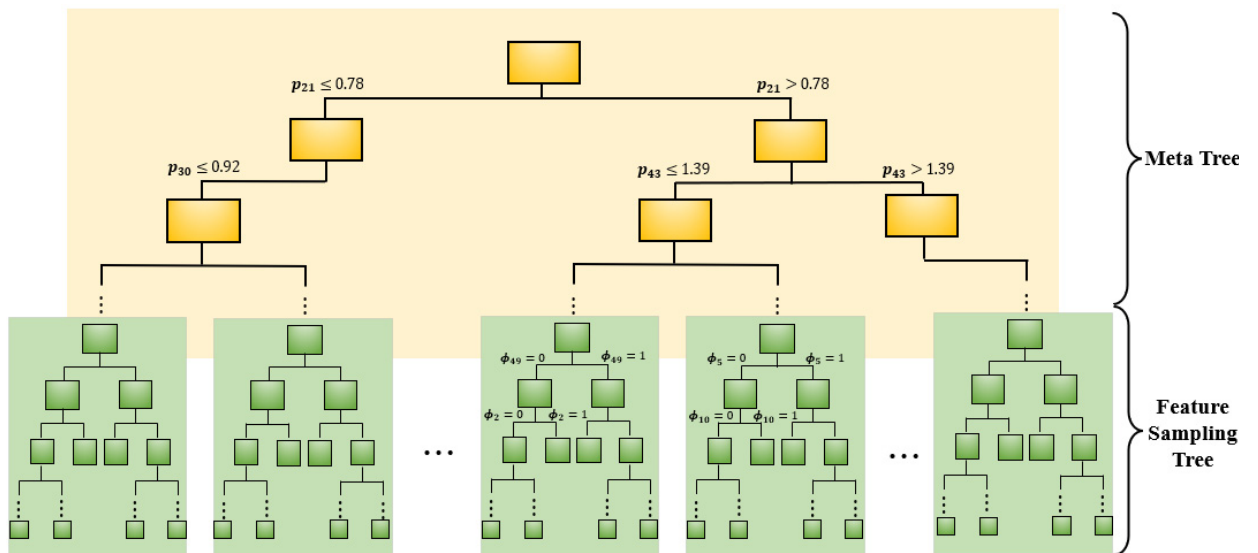 p₂₁ ≤ 0.78
p₂₁ > 0.78
p₃₀ ≤ 0.92
p₄₃ ≤ 1.39
p₄₃ > 1.39
Meta Tree
ϕ₄₉ = 0
ϕ₄₉ = 1
ϕ₅ = 0
ϕ₅ = 1
ϕ₂ = 0
ϕ₂ = 1
ϕ₁₀ = 0
ϕ₁₀ = 1
Feature
Sampling
Tree